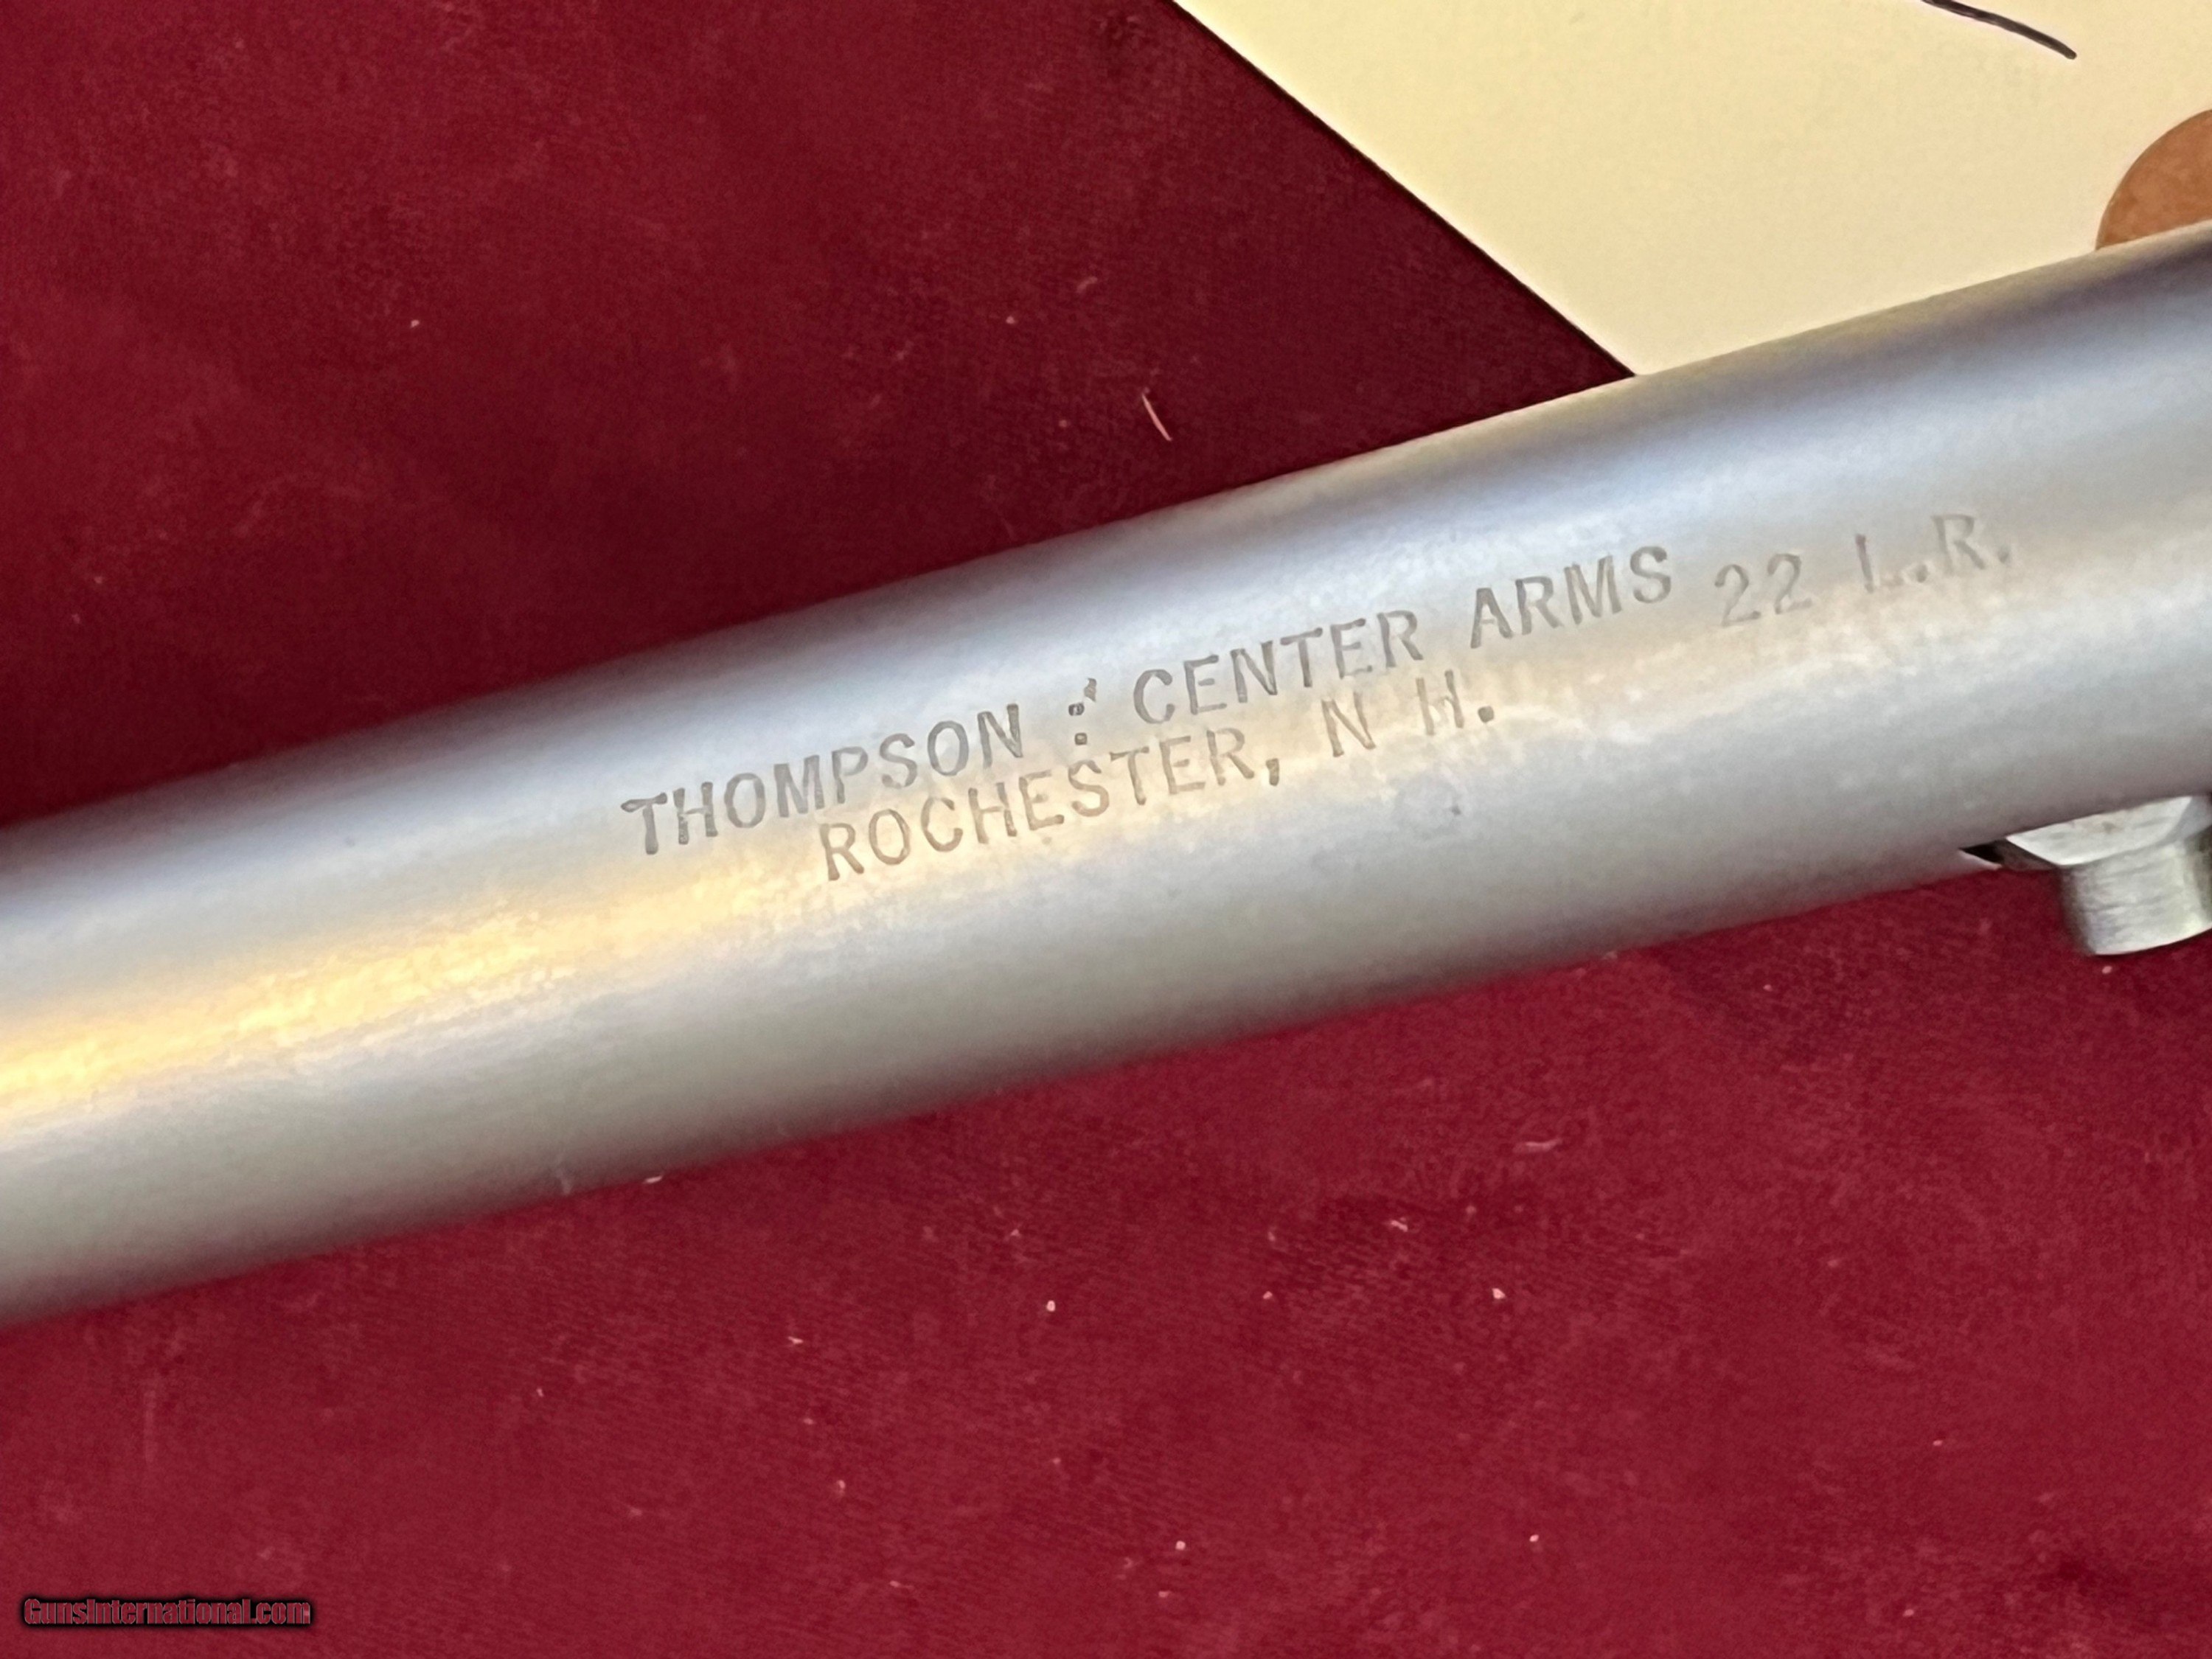 THOMPSON : CENTER ARMS 22 L.R.
ROCHESTER, N H.
GunsInternational.com